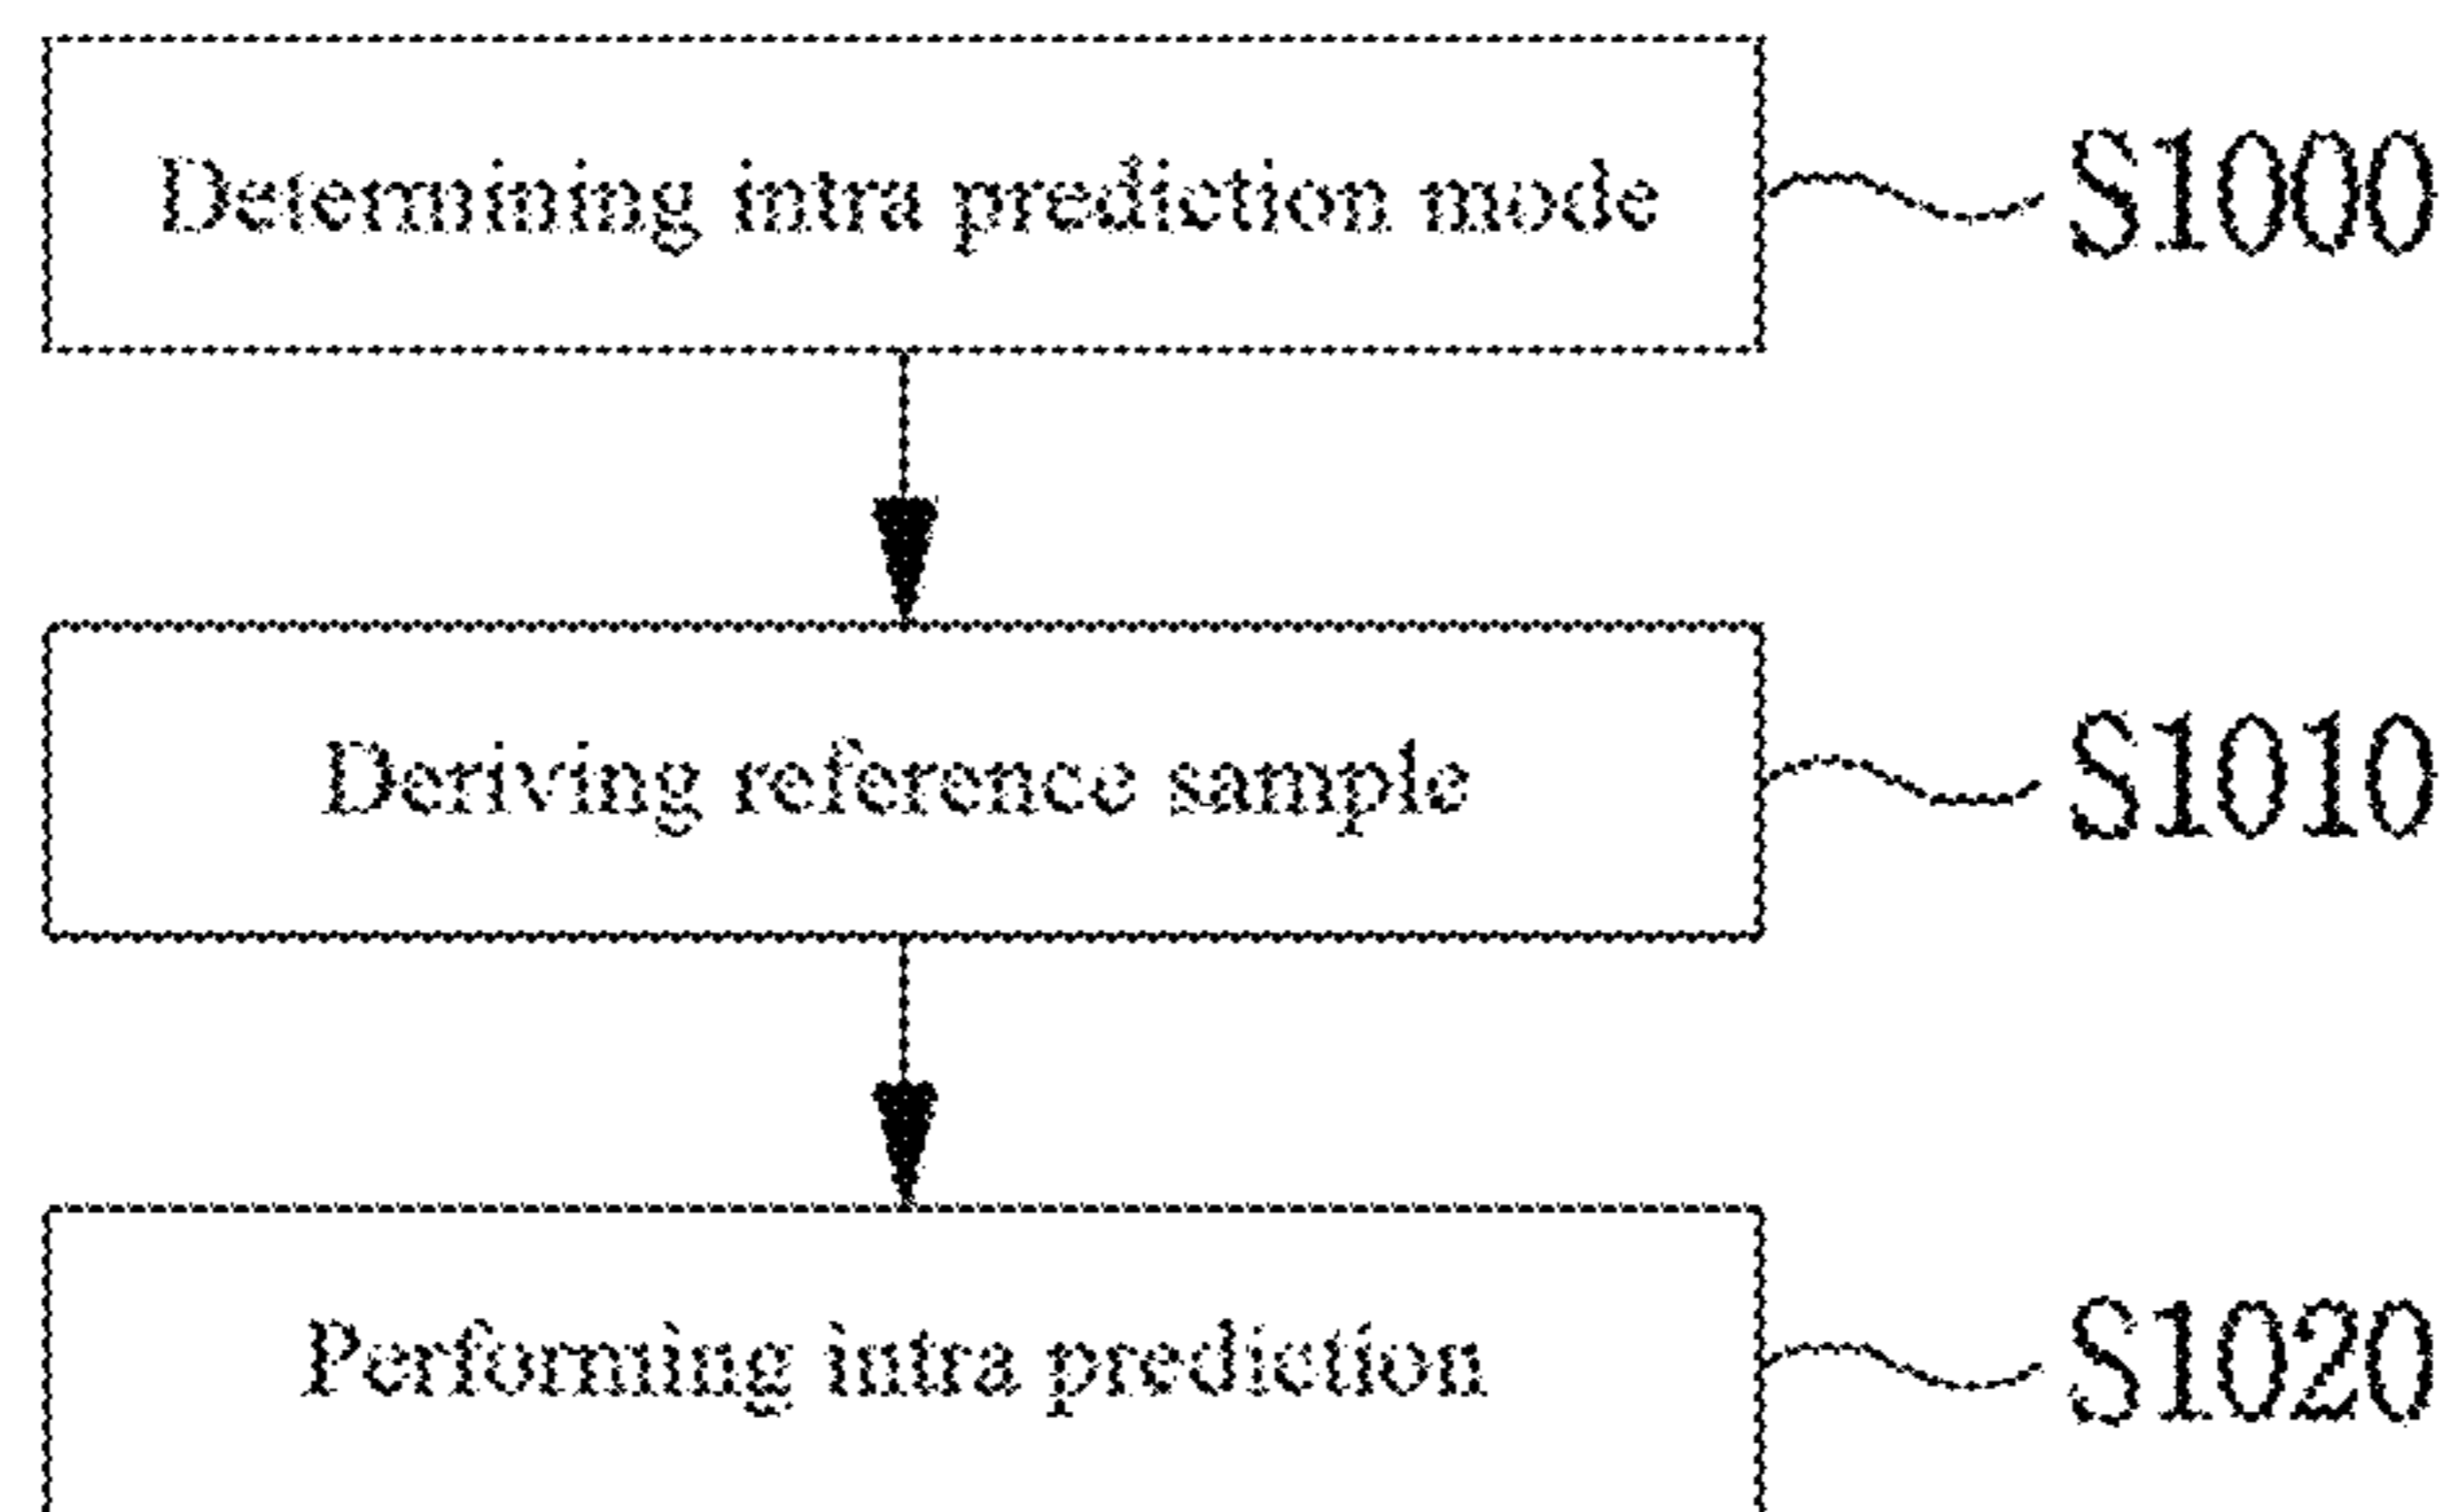 Determining intra prediction mode S1000
Deriving reference sample S1010
Performing intra prediction S1020